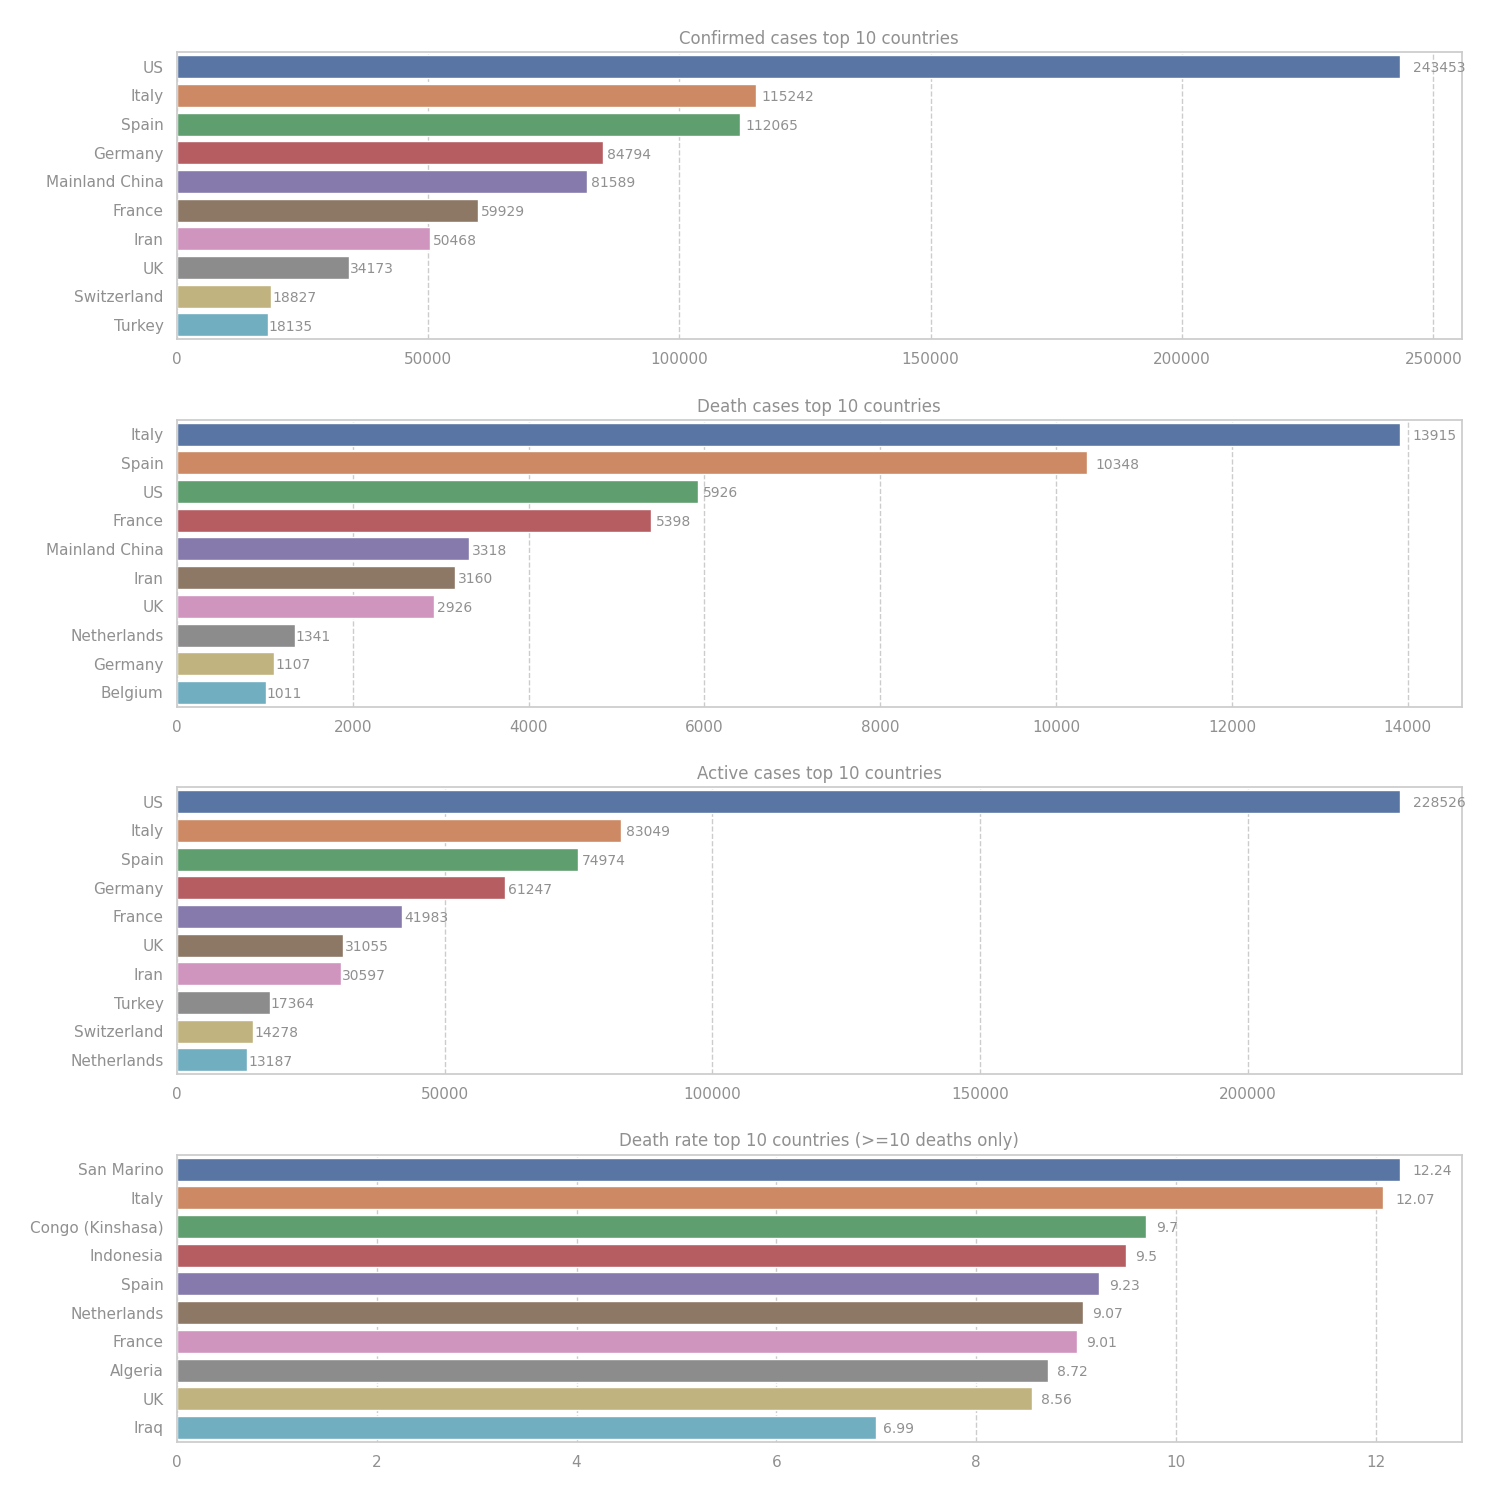 Confirmed cases top 10 countries
US 243453
Italy 115242
Spain 112065
Germany 84794
Mainland China 81589
France 59929
Iran 50468
UK 34173
Switzerland 18827
Turkey 18135
0 50000 100000 150000 200000 250000
Death cases top 10 countries
Italy 13915
Spain 10348
US 5926
France 5398
Mainland China 3318
Iran 3160
UK 2926
Netherlands 1341
Germany 1107
Belgium 1011
0 2000 4000 6000 8000 10000 12000 14000
Active cases top 10 countries
US 228526
Italy 83049
Spain 74974
Germany 61247
France 41983
UK 31055
Iran 30597
Turkey 17364
Switzerland 14278
Netherlands 13187
0 50000 100000 150000 200000
Death rate top 10 countries (>=10 deaths only)
San Marino 12.24
Italy 12.07
Congo (Kinshasa) 9.7
Indonesia 9.5
Spain 9.23
Netherlands 9.07
France 9.01
Algeria 8.72
UK 8.56
Iraq 6.99
0 2 4 6 8 10 12